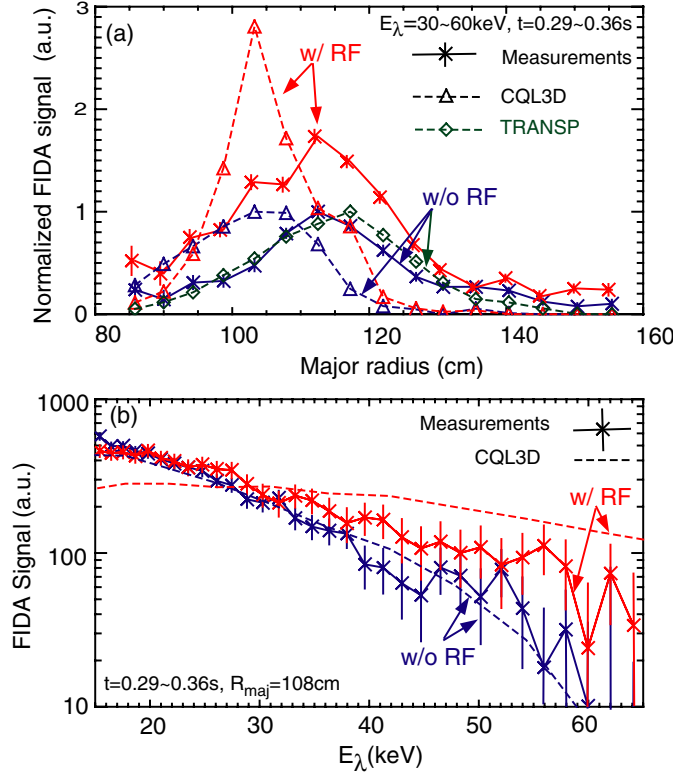 (a)
E_λ=30~60keV, t=0.29~0.36s
Measurements
CQL3D
TRANSP
w/ RF
w/o RF
Normalized FIDA signal (a.u.)
3
2
1
0
80 100 120 140 160
Major radius (cm)
(b)
Measurements
CQL3D
w/ RF
w/o RF
t=0.29~0.36s, R_maj=108cm
FIDA Signal (a.u.)
1000
100
10
20 30 40 50 60
E_λ(keV)